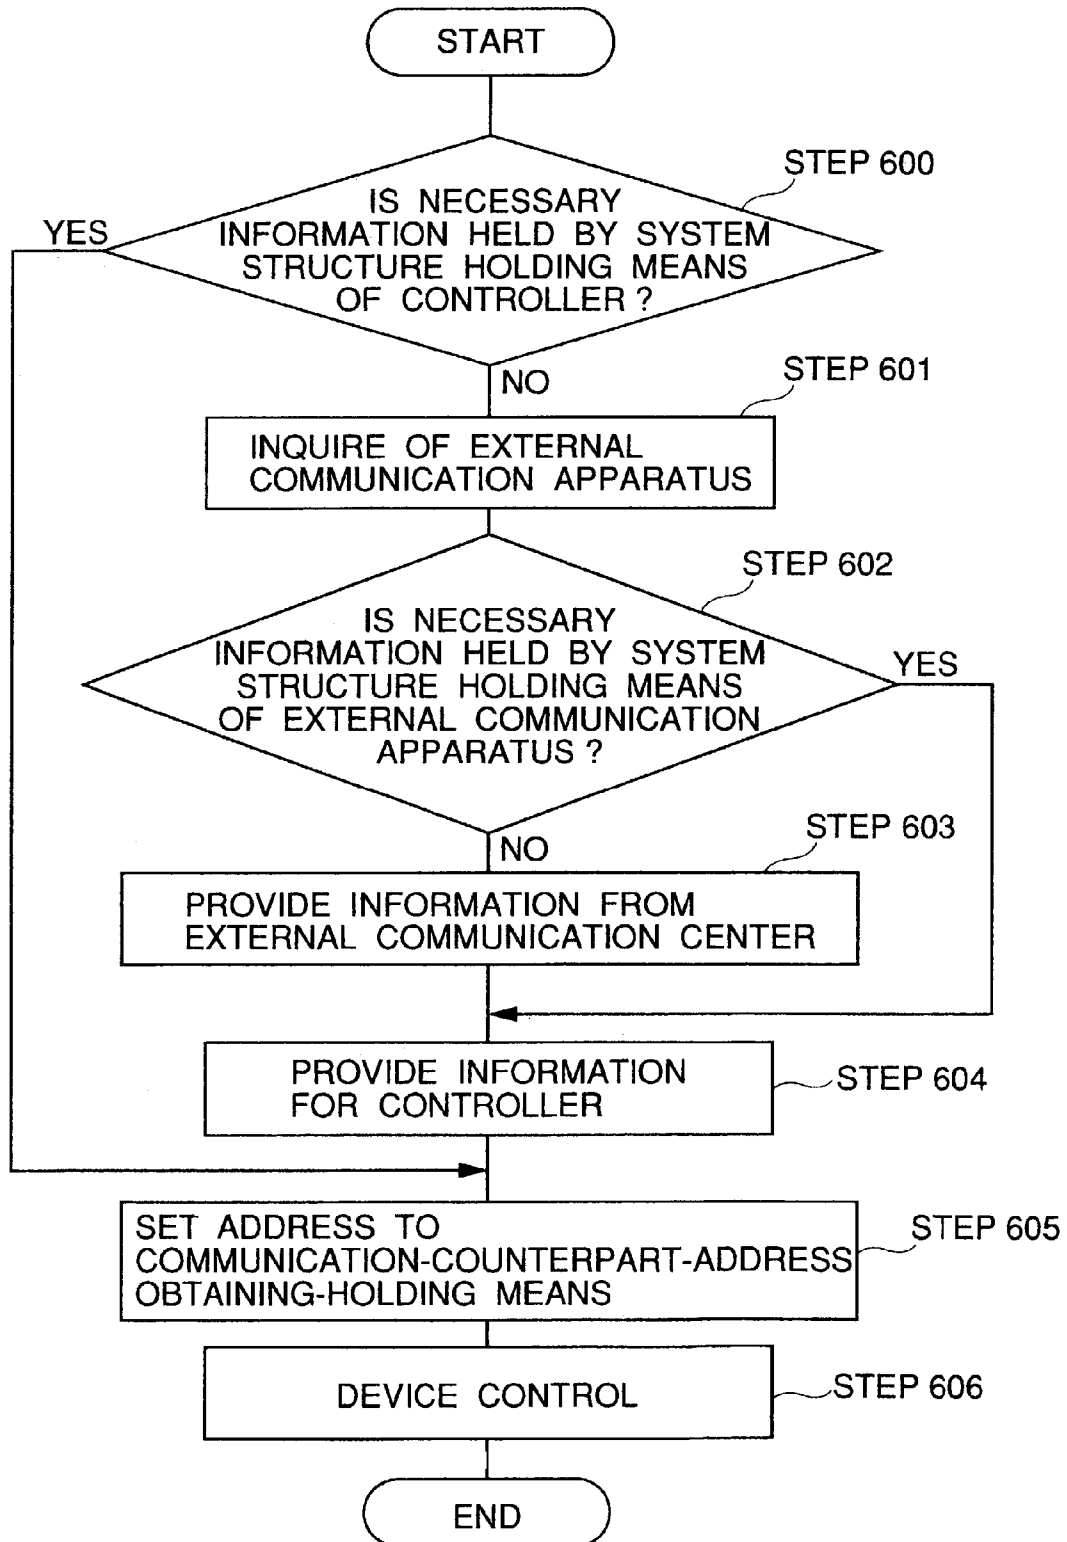 START
STEP 600
IS NECESSARY
INFORMATION HELD BY SYSTEM
STRUCTURE HOLDING MEANS
OF CONTROLLER ?
YES
NO
STEP 601
INQUIRE OF EXTERNAL
COMMUNICATION APPARATUS
STEP 602
IS NECESSARY
INFORMATION HELD BY SYSTEM
STRUCTURE HOLDING MEANS
OF EXTERNAL COMMUNICATION
APPARATUS ?
YES
NO
STEP 603
PROVIDE INFORMATION FROM
EXTERNAL COMMUNICATION CENTER
PROVIDE INFORMATION
FOR CONTROLLER
STEP 604
SET ADDRESS TO
COMMUNICATION-COUNTERPART-ADDRESS
OBTAINING-HOLDING MEANS
STEP 605
DEVICE CONTROL
STEP 606
END